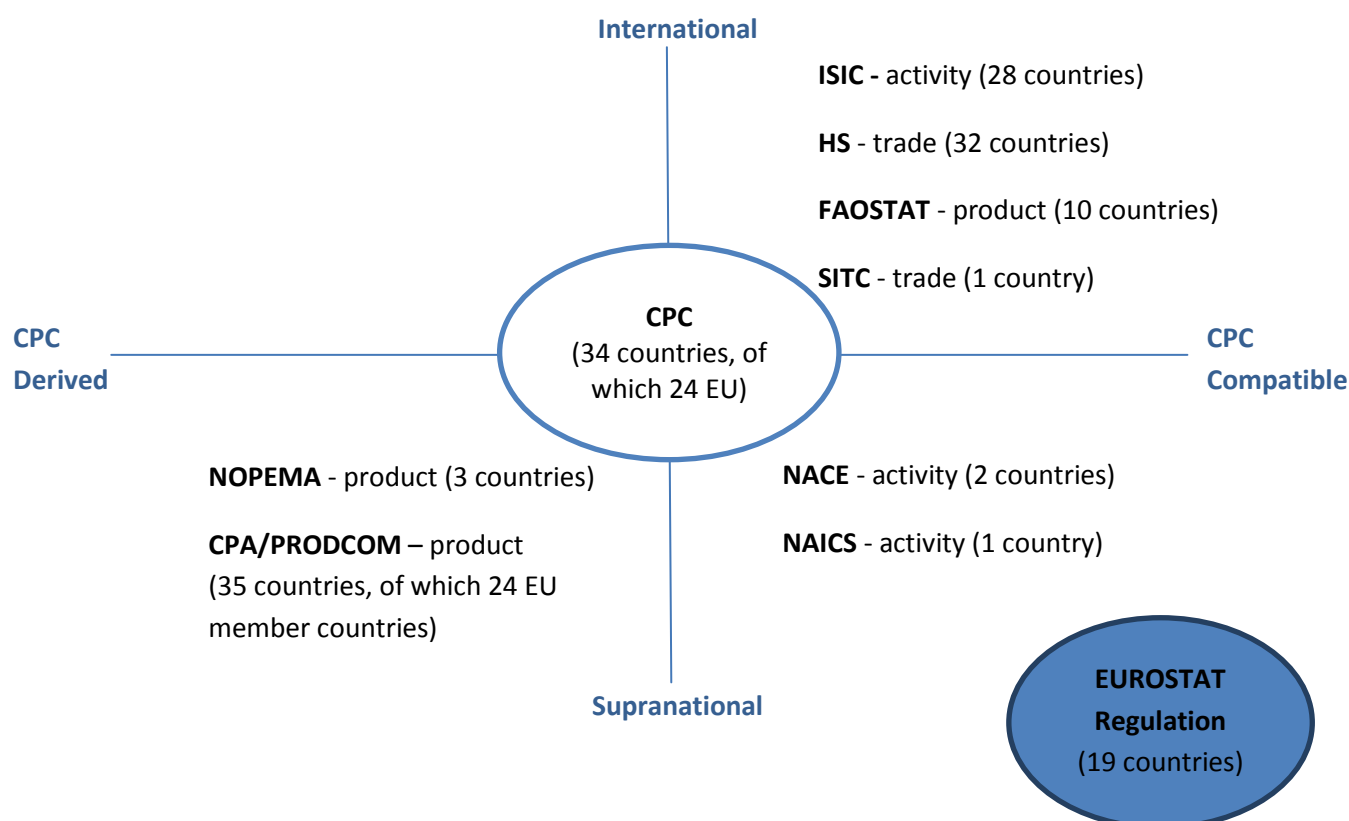 International
ISIC - activity (28 countries)
HS - trade (32 countries)
FAOSTAT - product (10 countries)
SITC - trade (1 country)
CPC
(34 countries, of
which 24 EU)
CPC
Derived
CPC
Compatible
NOPEMA - product (3 countries)
CPA/PRODCOM – product
(35 countries, of which 24 EU
member countries)
NACE - activity (2 countries)
NAICS - activity (1 country)
Supranational
EUROSTAT
Regulation
(19 countries)